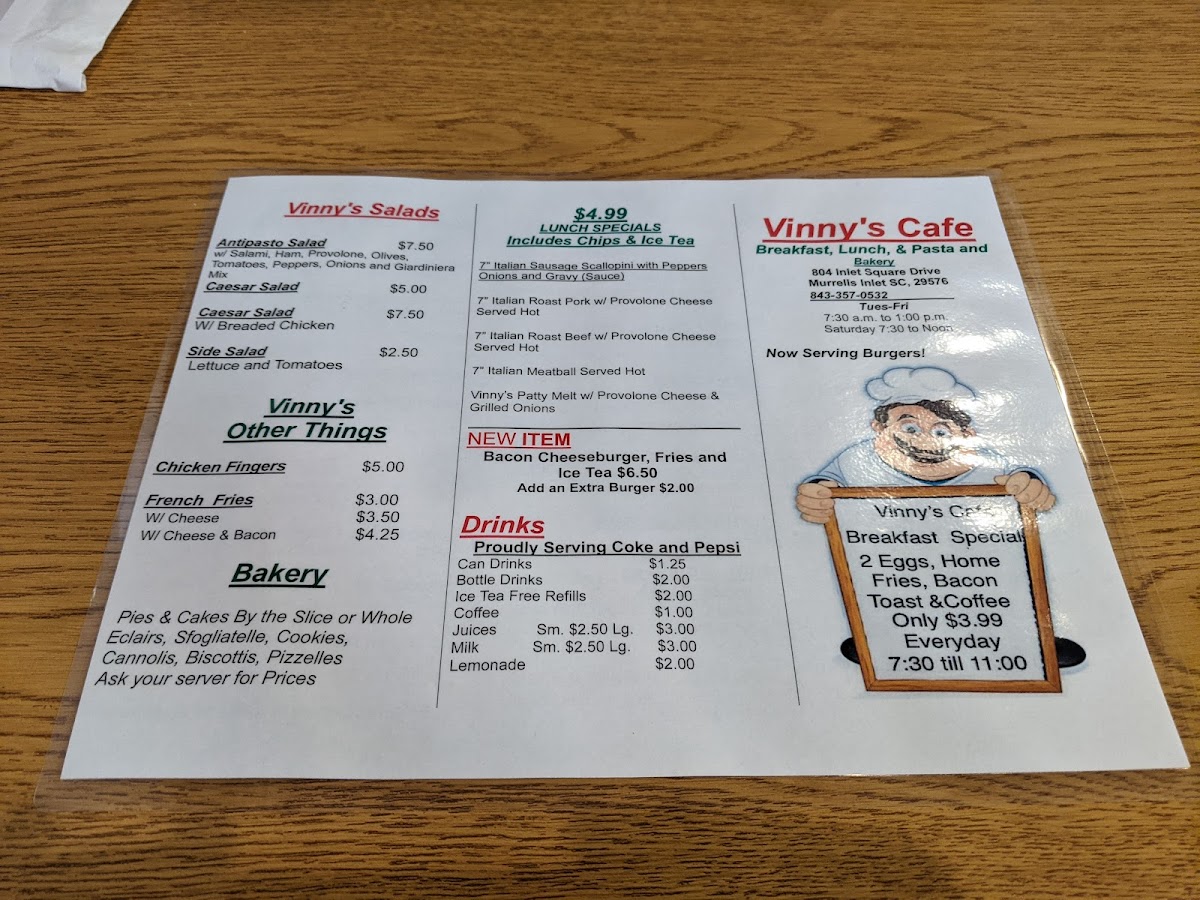 Vinny's Salads
Antipasto Salad $7.50
w/ Salami, Ham, Provolone, Olives,
Tomatoes, Peppers, Onions and Giardiniera
Mix
Caesar Salad $5.00
Caesar Salad $7.50
W/ Breaded Chicken
Side Salad $2.50
Lettuce and Tomatoes
Vinny's
Other Things
Chicken Fingers $5.00
French Fries $3.00
W/ Cheese $3.50
W/ Cheese & Bacon $4.25
Bakery
Pies & Cakes By the Slice or Whole
Eclairs, Sfogliatelle, Cookies,
Cannolis, Biscottis, Pizzelles
Ask your server for Prices
$4.99
LUNCH SPECIALS
Includes Chips & Ice Tea
7" Italian Sausage Scallopini with Peppers
Onions and Gravy (Sauce)
7" Italian Roast Pork w/ Provolone Cheese
Served Hot
7" Italian Roast Beef w/ Provolone Cheese
Served Hot
7" Italian Meatball Served Hot
Vinny's Patty Melt w/ Provolone Cheese &
Grilled Onions
NEW ITEM
Bacon Cheeseburger, Fries and
Ice Tea $6.50
Add an Extra Burger $2.00
Drinks
Proudly Serving Coke and Pepsi
Can Drinks $1.25
Bottle Drinks $2.00
Ice Tea Free Refills $2.00
Coffee $1.00
Juices Sm. $2.50 Lg. $3.00
Milk Sm. $2.50 Lg. $3.00
Lemonade $2.00
Vinny's Cafe
Breakfast, Lunch, & Pasta and
Bakery
804 Inlet Square Drive
Murrells Inlet SC, 29576
843-357-0532
Tues-Fri
7:30 a.m. to 1:00 p.m.
Saturday 7:30 to Noon
Now Serving Burgers!
Vinny's Cafe
Breakfast Special
2 Eggs, Home
Fries, Bacon
Toast &Coffee
Only $3.99
Everyday
7:30 till 11:00